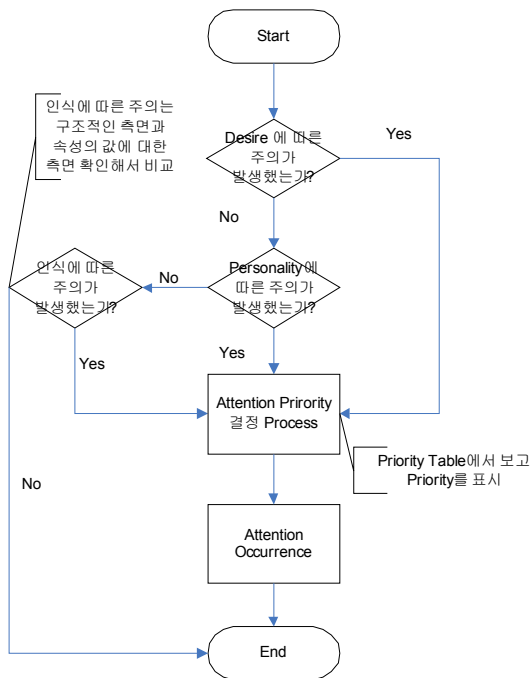 Start
인식에 따른 주의는
구조적인 측면과
속성의 값에 대한
측면 확인해서 비교
Desire 에 따른
주의가
발생했는가?
Yes
No
인식에 따른
주의가
발생했는가?
No
Personality에
따른 주의가
발생했는가?
Yes
Yes
Attention Prirority
결정 Process
Priority Table에서 보고
Priority를 표시
No
Attention
Occurrence
End